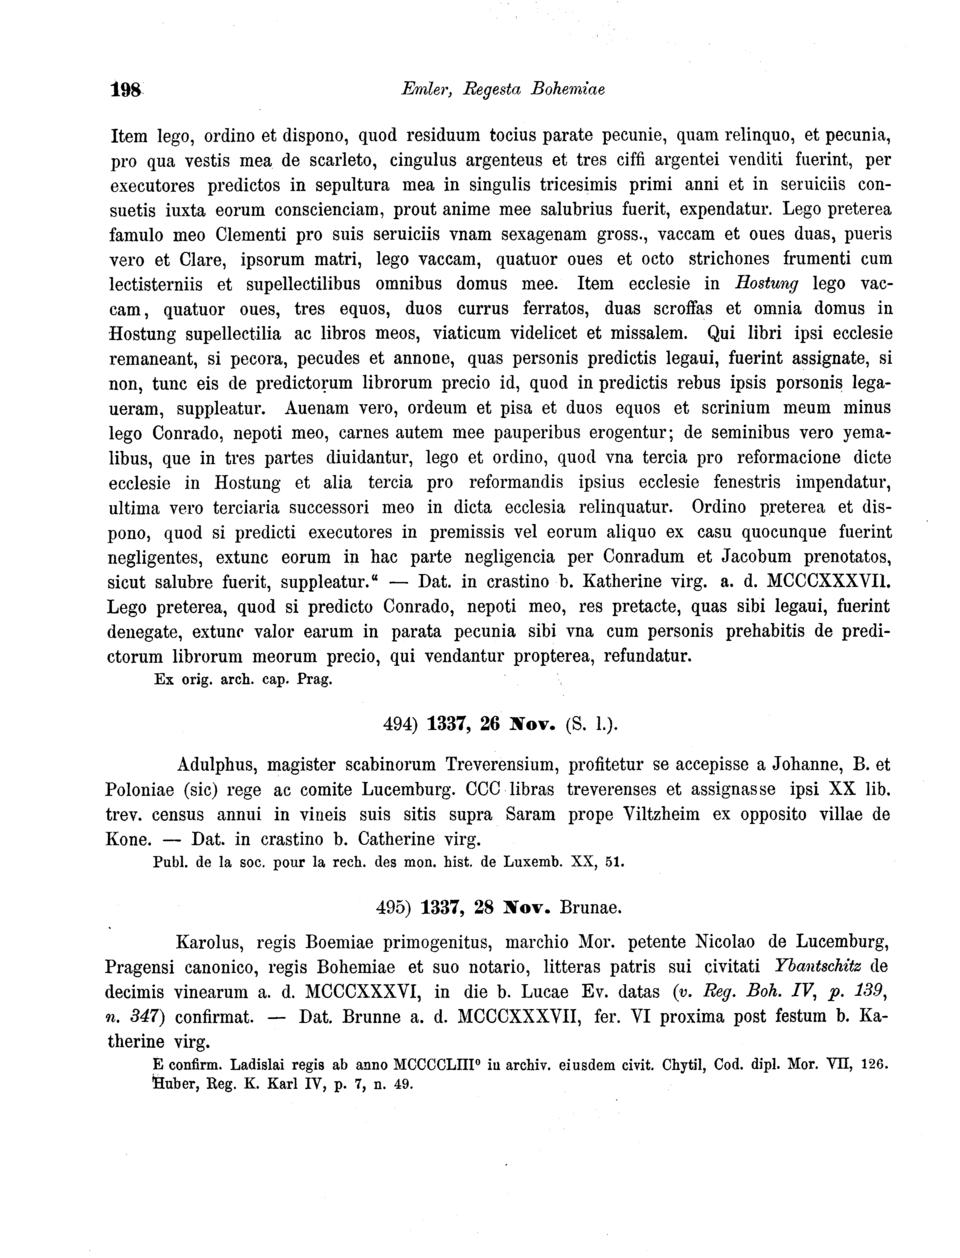 198 Emler, Regesta Bohemiae
Item lego, ordino et dispono, quod residuum tocius parate pecunie, quam relinquo, et pecunia,
pro qua vestis mea de scarleto, cingulus argenteus et tres ciffi argentei venditi fuerint, per
executores predictos in sepultura mea in singulis tricesimis primi anni et in seruiciis con-
suetis iuxta eorum conscienciam, prout anime mee salubrius fuerit, expendatur. Lego preterea
famulo meo Clementi pro suis seruiciis vnam sexagenam gross., vaccam et oues duas, pueris
vero et Clare, ipsorum matri, lego vaccam, quatuor oues et octo strichones frumenti cum
lectisterniis et supellectilibus omnibus domus mee. Item ecclesie in Hostung lego vac-
cam, quatuor oues, tres equos, duos currus ferratos, duas scroffas et omnia domus in
Hostung supellectilia ac libros meos, viaticum videlicet et missalem. Qui libri ipsi ecclesie
remaneant, si pecora, pecudes et annone, quas personis predictis legaui, fuerint assignate, si
non, tunc eis de predictorum librorum precio id, quod in predictis rebus ipsis porsonis lega-
ueram, suppleatur. Auenam vero, ordeum et pisa et duos equos et scrinium meum minus
lego Conrado, nepoti meo, carnes autem mee pauperibus erogentur; de seminibus vero yema-
libus, que in tres partes diuidantur, lego et ordino, quod vna tercia pro reformacione dicte
ecclesie in Hostung et alia tercia pro reformandis ipsius ecclesie fenestris impendatur,
ultima vero terciaria successori meo in dicta ecclesia relinquatur. Ordino preterea et dis-
pono, quod si predicti executores in premissis vel eorum aliquo ex casu quocunque fuerint
negligentes, extunc eorum in hac parte negligencia per Conradum et Jacobum prenotatos,
sicut salubre fuerit, suppleatur.“ — Dat. in crastino b. Katherine virg. a. d. MCCCXXXVII.
Lego preterea, quod si predicto Conrado, nepoti meo, res pretacte, quas sibi legaui, fuerint
denegate, extunc valor earum in parata pecunia sibi vna cum personis prehabitis de predi-
ctorum librorum meorum precio, qui vendantur propterea, refundatur.
Ex orig. arch. cap. Prag.
494) 1337, 26 Nov. (S. l.).
Adulphus, magister scabinorum Treverensium, profitetur se accepisse a Johanne, B. et
Poloniae (sic) rege ac comite Lucemburg. CCC libras treverenses et assignasse ipsi XX lib.
trev. census annui in vineis suis sitis supra Saram prope Viltzheim ex opposito villae de
Kone. — Dat. in crastino b. Catherine virg.
Publ. de la soc. pour la rech. des mon. hist. de Luxemb. XX, 51.
495) 1337, 28 Nov. Brunae.
Karolus, regis Boemiae primogenitus, marchio Mor. petente Nicolao de Lucemburg,
Pragensi canonico, regis Bohemiae et suo notario, litteras patris sui civitati Ybantschitz de
decimis vinearum a. d. MCCCXXXVI, in die b. Lucae Ev. datas (v. Reg. Boh. IV, p. 139,
n. 347) confirmat. — Dat. Brunne a. d. MCCCXXXVII, fer. VI proxima post festum b. Ka-
therine virg.
E confirm. Ladislai regis ab anno MCCCCLIII⁰ in archiv. eiusdem civit. Chytil, Cod. dipl. Mor. VII, 126.
Huber, Reg. K. Karl IV, p. 7, n. 49.